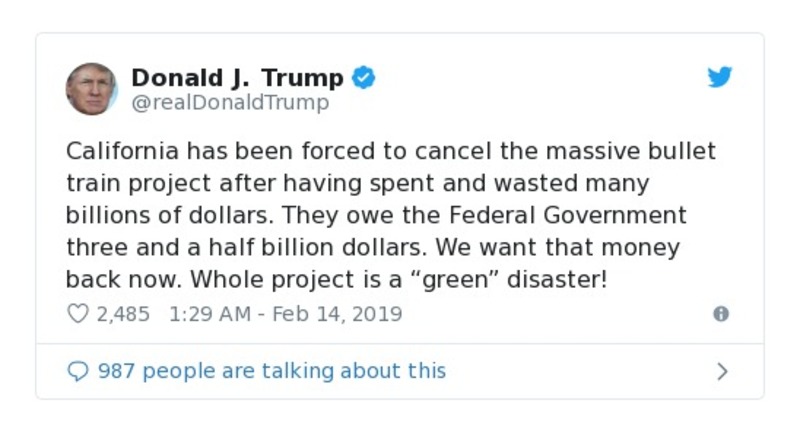 Donald J. Trump
@realDonaldTrump
California has been forced to cancel the massive bullet
train project after having spent and wasted many
billions of dollars. They owe the Federal Government
three and a half billion dollars. We want that money
back now. Whole project is a “green” disaster!
2,485 1:29 AM - Feb 14, 2019
987 people are talking about this